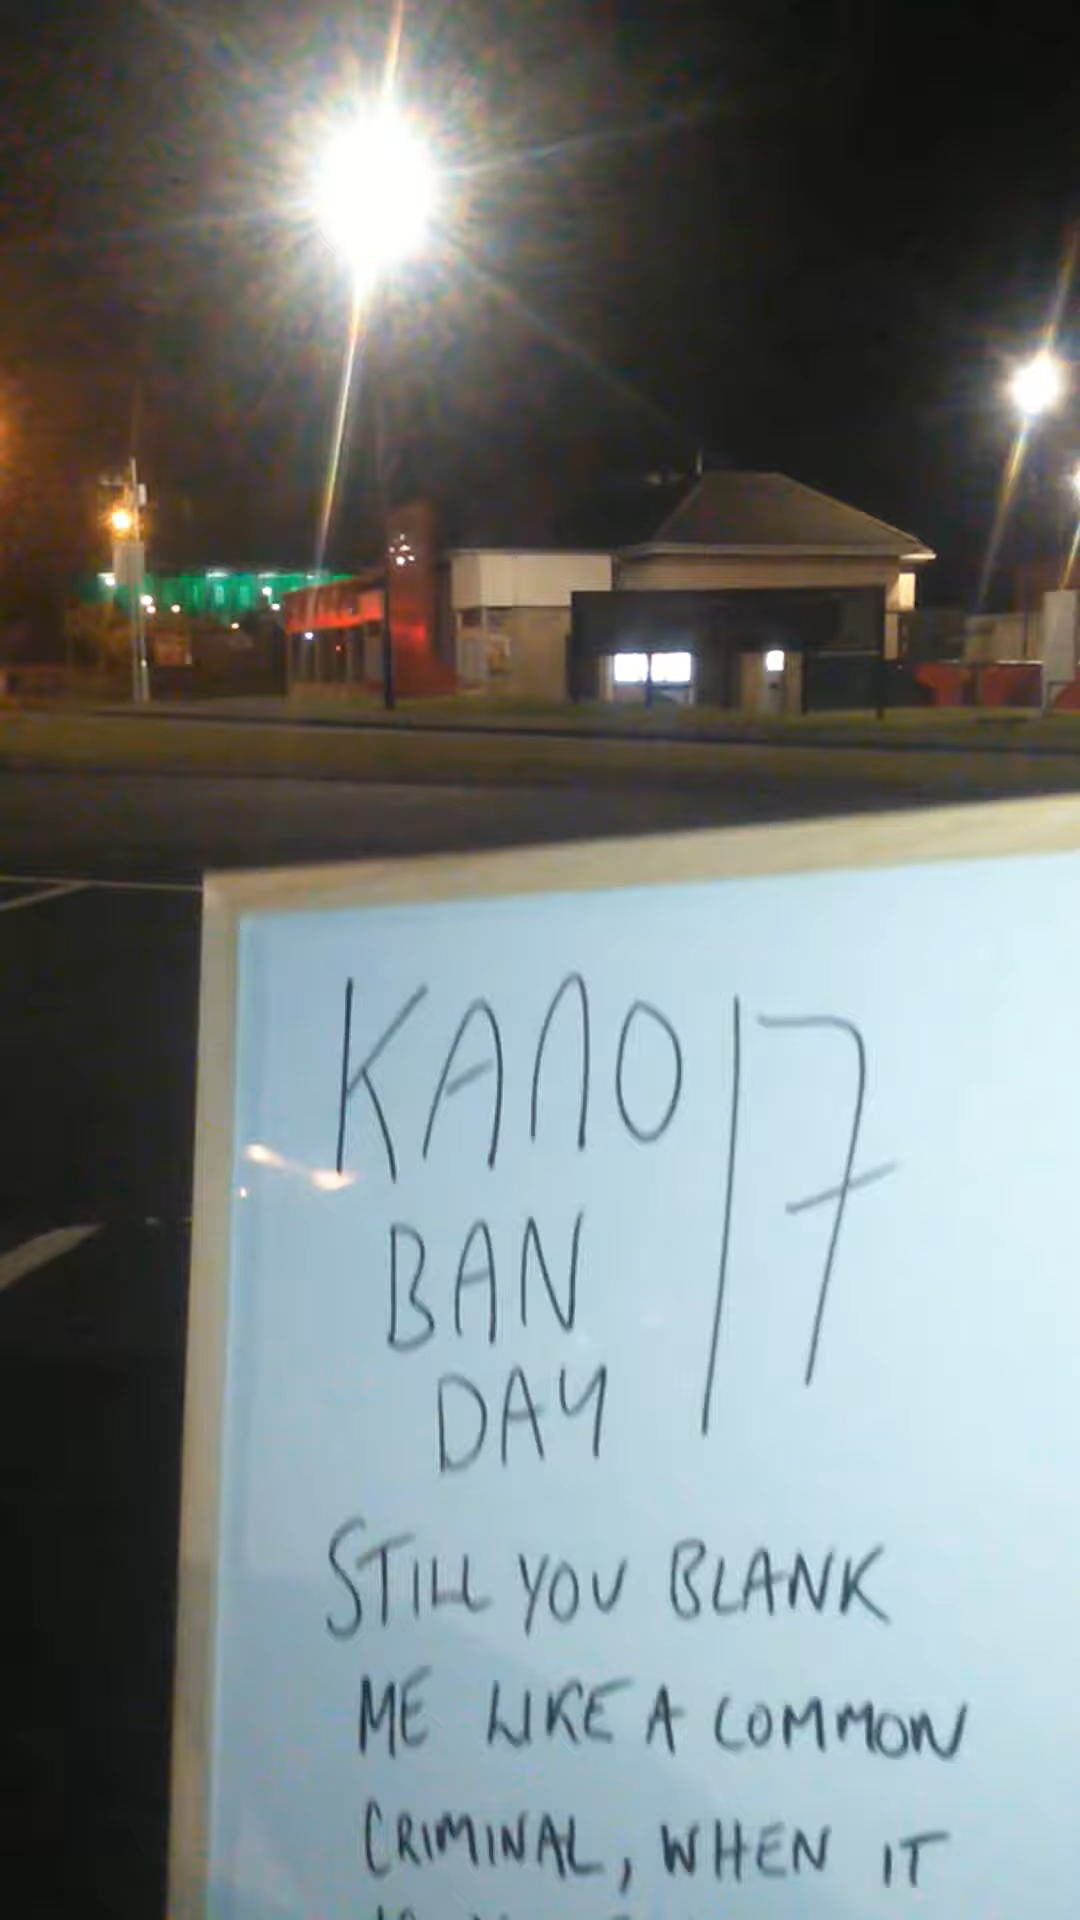 KANO 17
BAN
DAY
STILL YOU BLANK
ME LIKE A COMMON
CRIMINAL, WHEN IT